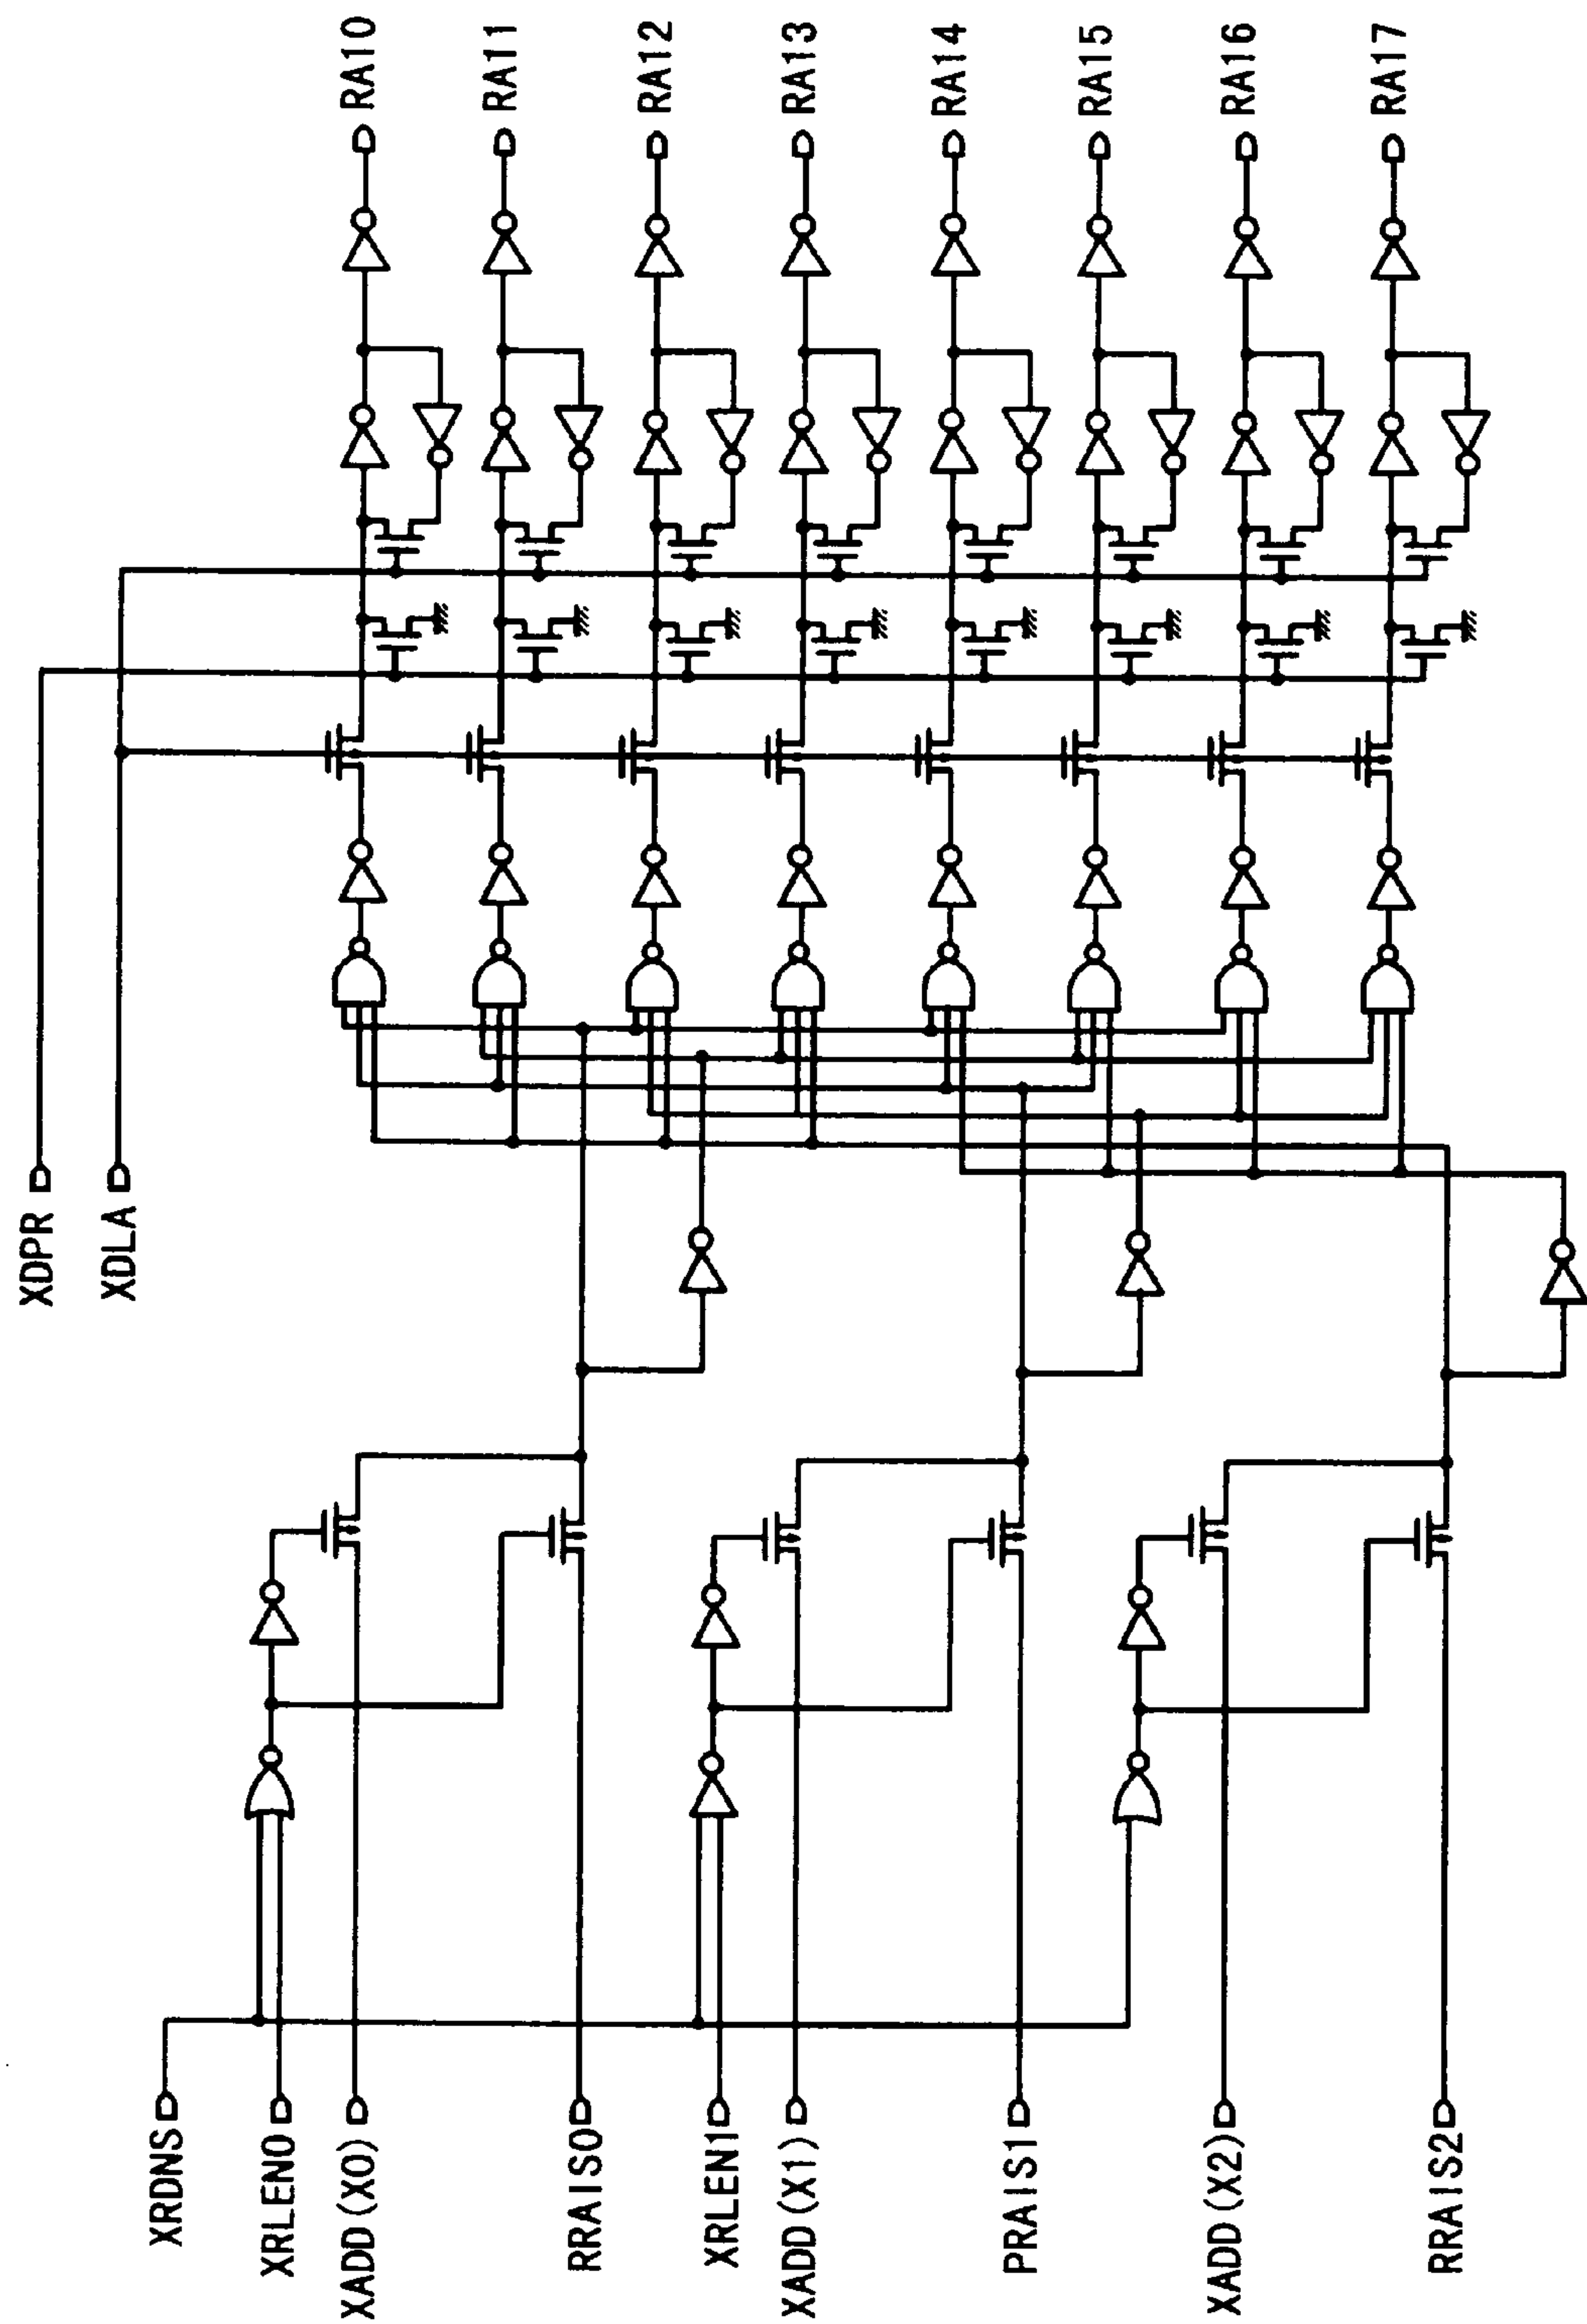 XRDNS
XRLEN0
XADD(X0)
RRAIS0
XRLEN1
XADD(X1)
PRAIS1
XADD(X2)
RRAIS2
XDPR
XDLA
RA10
RA11
RA12
RA13
RA14
RA15
RA16
RA17